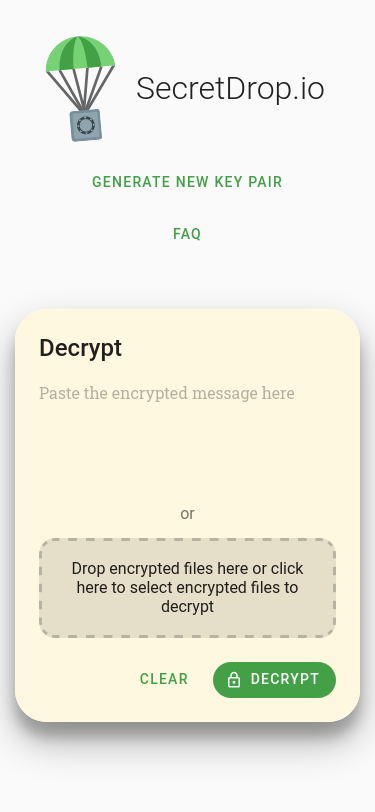 SecretDrop.io
GENERATE NEW KEY PAIR
FAQ
Decrypt
Paste the encrypted message here
or
Drop encrypted files here or click
here to select encrypted files to
decrypt
CLEAR
DECRYPT